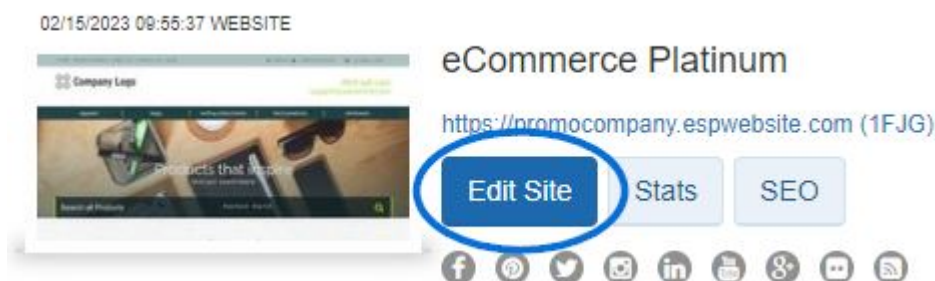 02/15/2023 09:55:37 WEBSITE
eCommerce Platinum
https://promocompany.espwebsite.com (1FJG)
Company Logo
Products that inspire
Search all Products
Edit Site
Stats
SEO